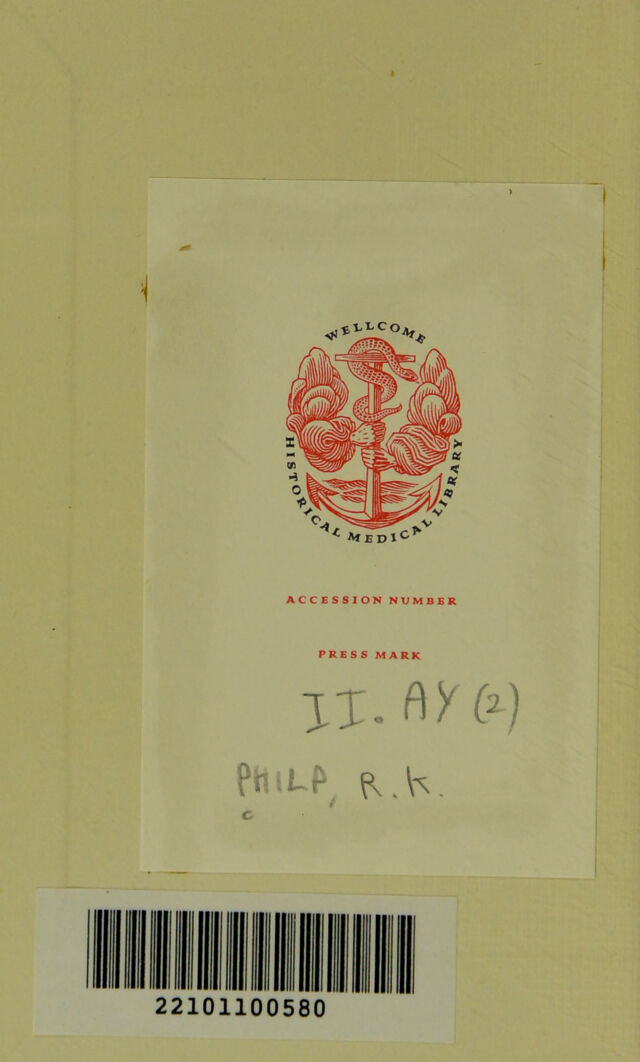 WELLCOME
HISTORICAL MEDICAL LIBRARY
ACCESSION NUMBER
PRESS MARK
II. AY (2)
PHILP, R.K.
c
22101100580